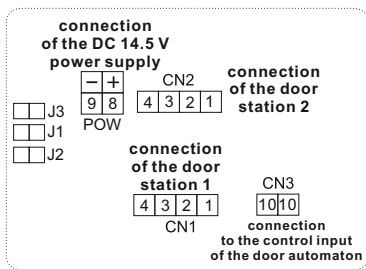 connection
of the DC 14.5 V
power supply
− +
9 8
POW
CN2
4 3 2 1
connection
of the door
station 2
J3
J1
J2
connection
of the door
station 1
4 3 2 1
CN1
CN3
10 10
connection
to the control input
of the door automaton